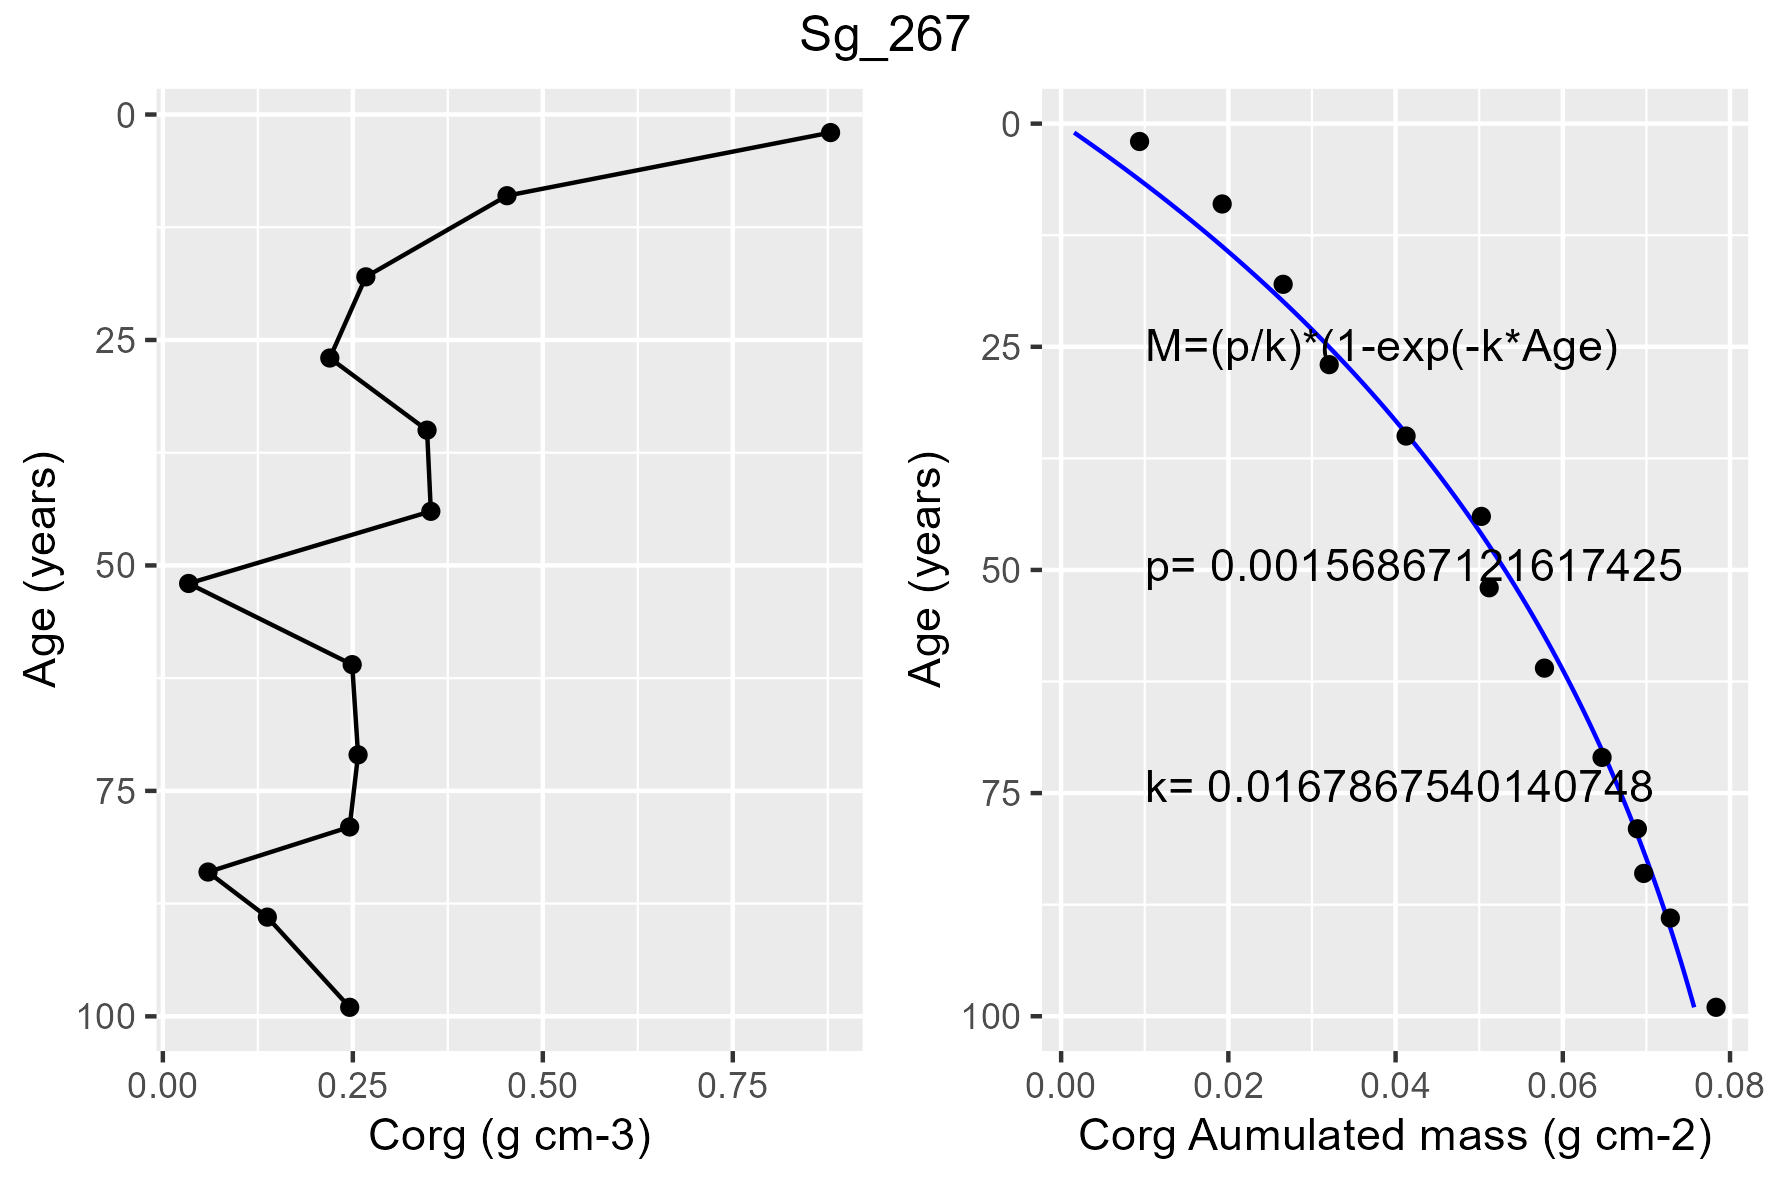 Sg_267
0
25
50
75
100
Age (years)
0.00 0.25 0.50 0.75
Corg (g cm-3)
0
25
50
75
100
Age (years)
M=(p/k)*(1-exp(-k*Age)
p= 0.00156867121617425
k= 0.0167867540140748
0.00 0.02 0.04 0.06 0.08
Corg Aumulated mass (g cm-2)